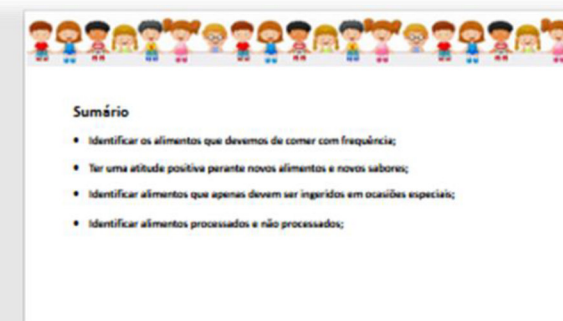 Sumário
• Identificar os alimentos que devemos de comer com frequência;
• Ter uma atitude positiva perante novos alimentos e novos sabores;
• Identificar alimentos que apenas devem ser ingeridos em ocasiões especiais;
• Identificar alimentos processados e não processados;